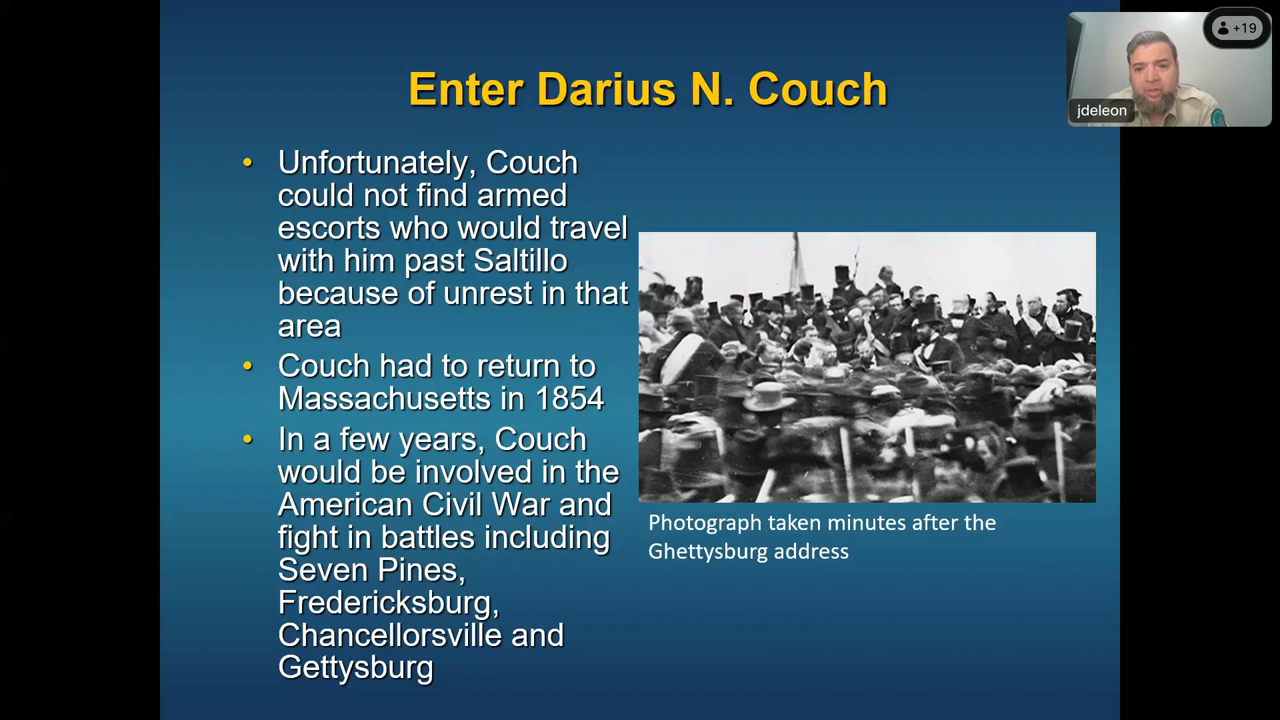 Enter Darius N. Couch
+19
jdeleon
• Unfortunately, Couch
could not find armed
escorts who would travel
with him past Saltillo
because of unrest in that
area
• Couch had to return to
Massachusetts in 1854
• In a few years, Couch
would be involved in the
American Civil War and
fight in battles including
Seven Pines,
Fredericksburg,
Chancellorsville and
Gettysburg
Photograph taken minutes after the
Ghettysburg address